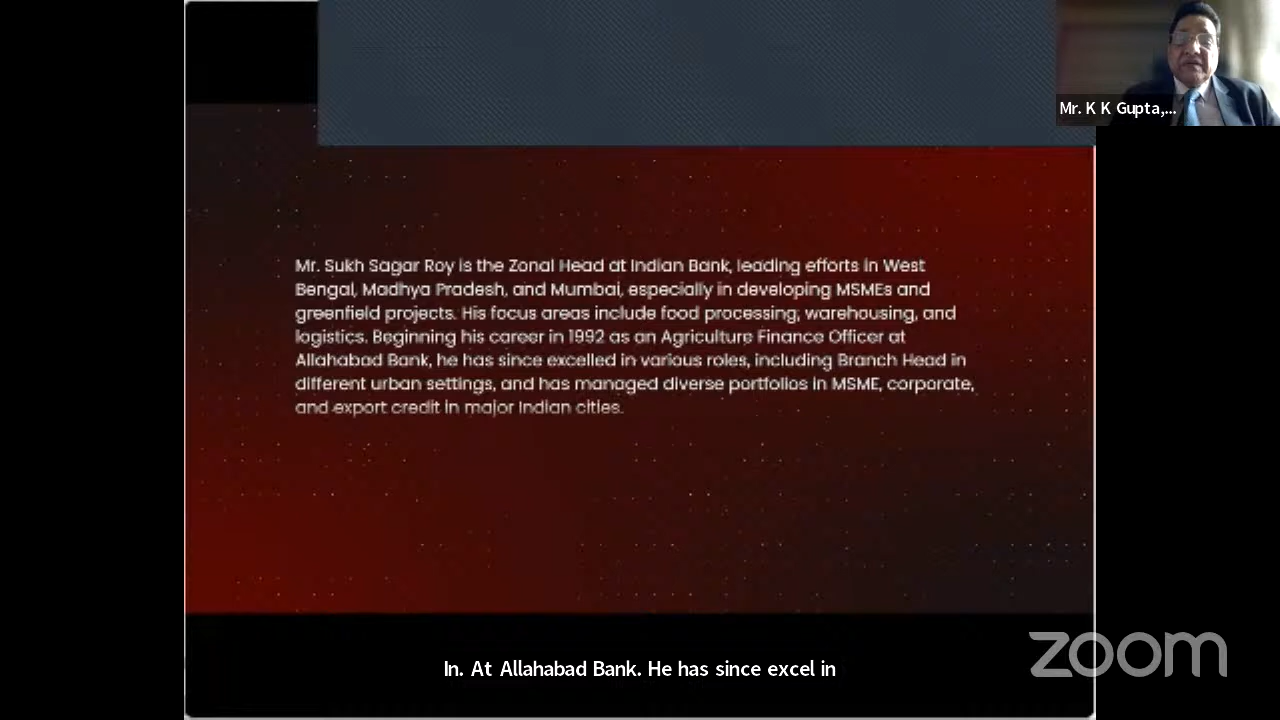 Mr. K K Gupta,...
Mr. Sukh Sagar Roy is the Zonal Head at Indian Bank, leading efforts in West
Bengal, Madhya Pradesh, and Mumbai, especially in developing MSMEs and
greenfield projects. His focus areas include food processing, warehousing, and
logistics. Beginning his career in 1992 as an Agriculture Finance Officer at
Allahabad Bank, he has since excelled in various roles, including Branch Head in
different urban settings, and has managed diverse portfolios in MSME, corporate,
and export credit in major Indian cities.
zoom
In. At Allahabad Bank. He has since excel in